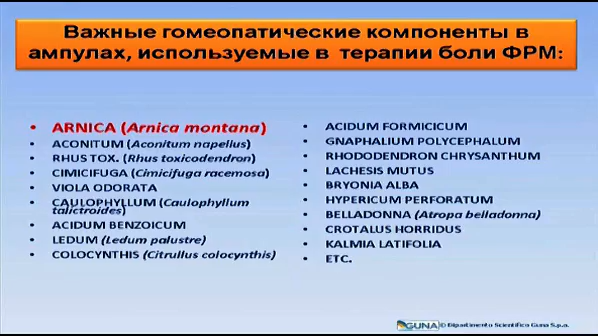 Важные гомеопатические компоненты в
ампулах, используемые в терапии боли ФРМ:
• ARNICA (Arnica montana)
• ACONITUM (Aconitum napellus)
• RHUS TOX. (Rhus toxicodendron)
• CIMICIFUGA (Cimicifuga racemosa)
• VIOLA ODORATA
• CAULOPHYLLUM (Caulophyllum
talictroides)
• ACIDUM BENZOICUM
• LEDUM (Ledum palustre)
• COLOCYNTHIS (Citrullus colocynthis)
• ACIDUM FORMICICUM
• GNAPHALIUM POLYCEPHALUM
• RHODODENDRON CHRYSANTHUM
• LACHESIS MUTUS
• BRYONIA ALBA
• HYPERICUM PERFORATUM
• BELLADONNA (Atropa belladonna)
• CROTALUS HORRIDUS
• KALMIA LATIFOLIA
• ETC.
GUNA © Dipartimento Scientifico Guna S.p.a.